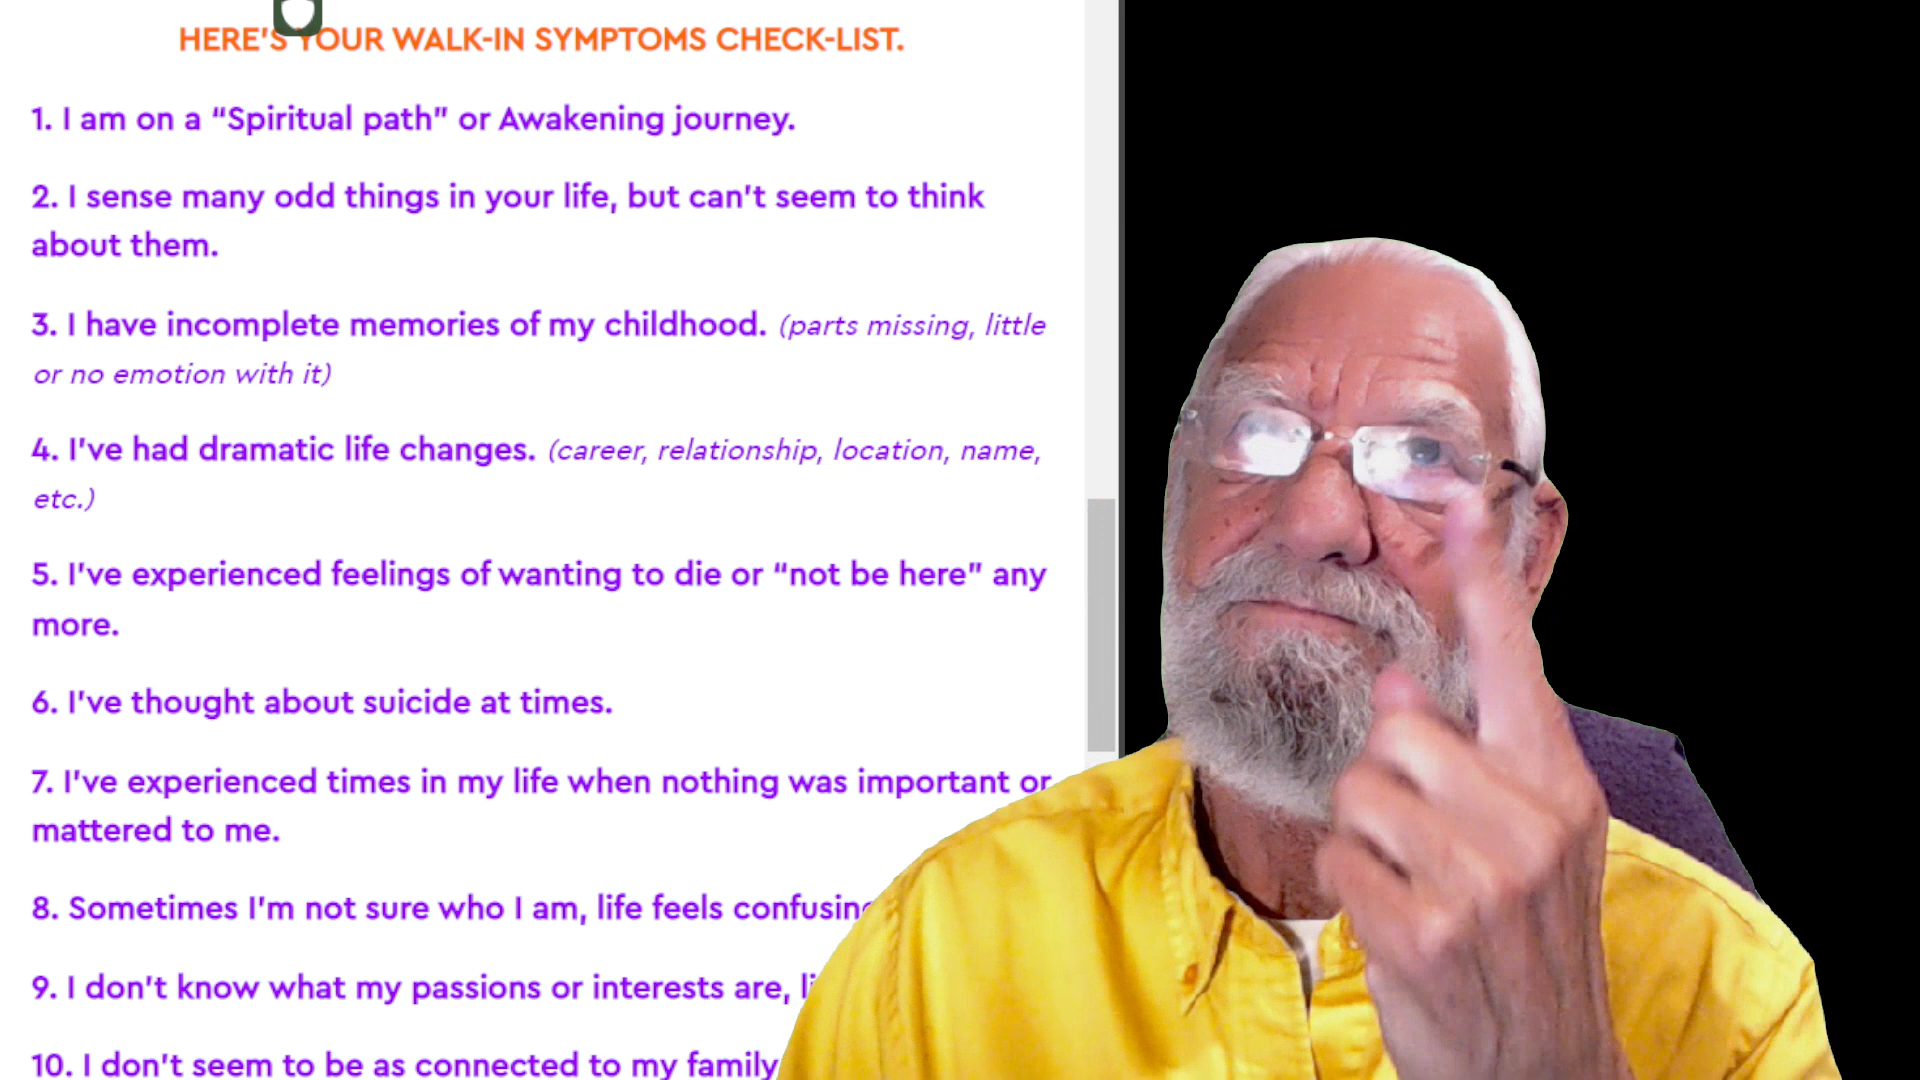 HERE'S YOUR WALK-IN SYMPTOMS CHECK-LIST.
1. I am on a “Spiritual path” or Awakening journey.
2. I sense many odd things in your life, but can't seem to think
about them.
3. I have incomplete memories of my childhood. (parts missing, little
or no emotion with it)
4. I've had dramatic life changes. (career, relationship, location, name,
etc.)
5. I've experienced feelings of wanting to die or “not be here” any
more.
6. I've thought about suicide at times.
7. I've experienced times in my life when nothing was important or
mattered to me.
8. Sometimes I'm not sure who I am, life feels confusing
9. I don't know what my passions or interests are,
10. I don't seem to be as connected to my family